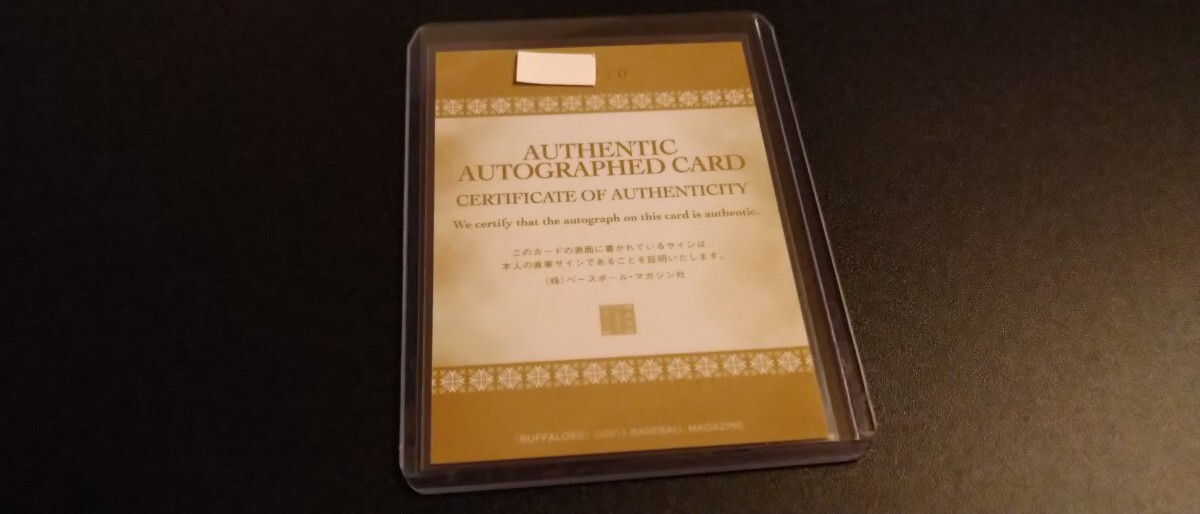 70
AUTHENTIC
AUTOGRAPHED CARD
CERTIFICATE OF AUTHENTICITY
We certify that the autograph on this card is authentic.
このカードの表面に書かれているサインは、
本人の直筆サインであることを証明いたします。
(株)ベースボール・マガジン社
[BUFFALOES] ©2015 BASEBALL MAGAZINE